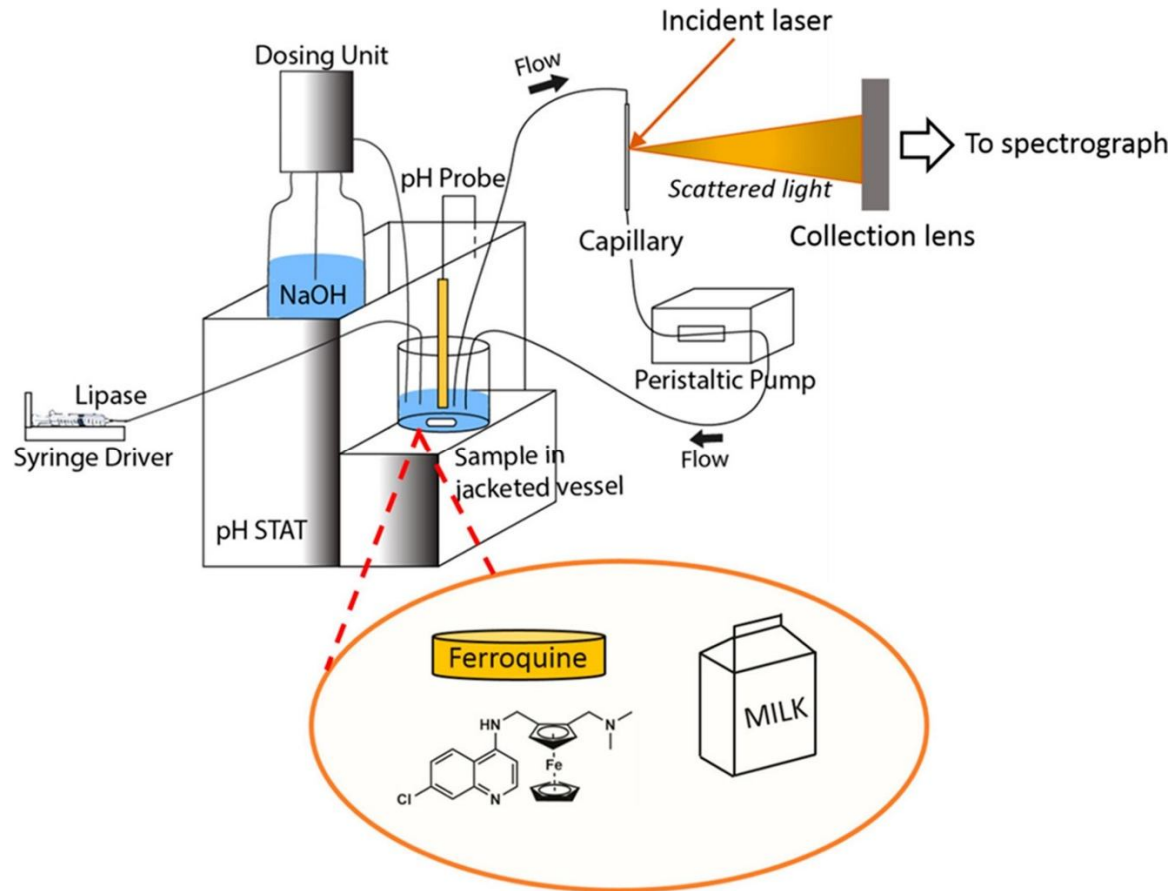 Incident laser
Dosing Unit
Flow
To spectrograph
pH Probe
Scattered light
Capillary
Collection lens
NaOH
Peristaltic Pump
Lipase
Syringe Driver
Flow
Sample in
jacketed vessel
pH STAT
Ferroquine
MILK
HN
N
Fe
Cl
N